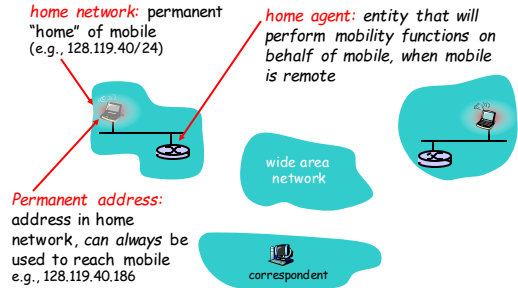 home network: permanent
“home” of mobile
(e.g., 128.119.40/24)
home agent: entity that will
perform mobility functions on
behalf of mobile, when mobile
is remote
wide area
network
Permanent address:
address in home
network, can always be
used to reach mobile
e.g., 128.119.40.186
correspondent